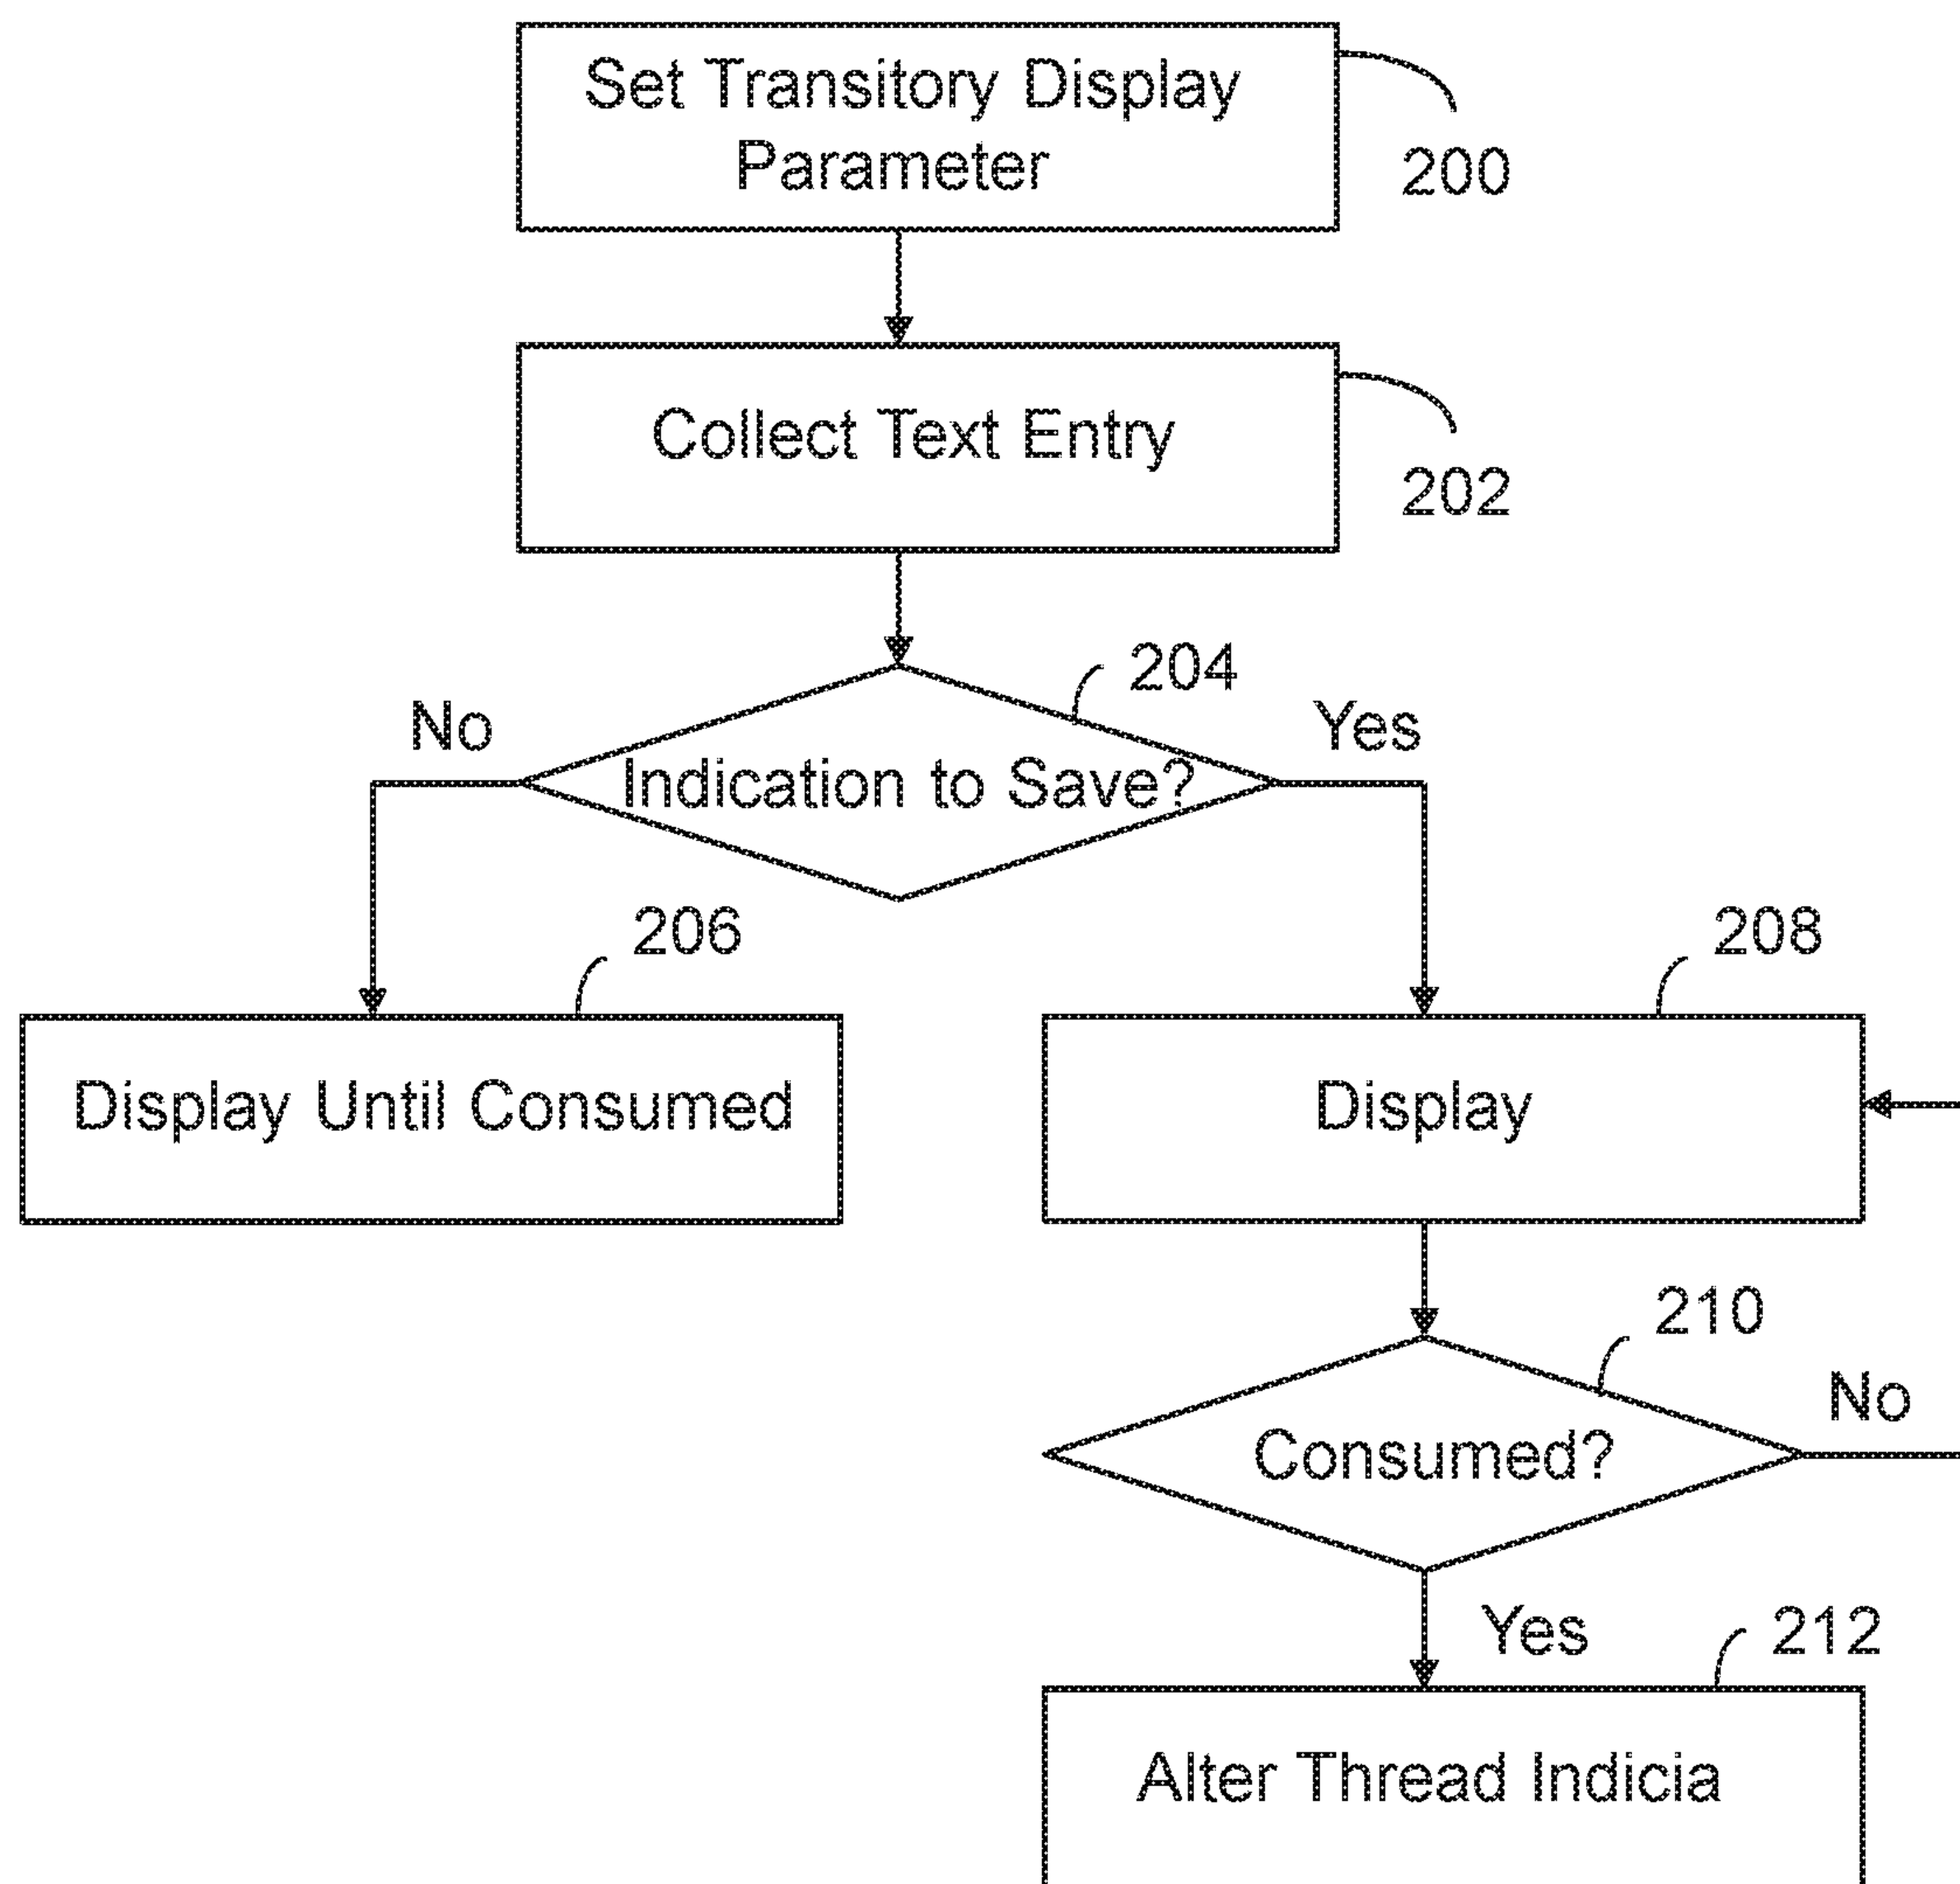 Set Transitory Display
Parameter
200
Collect Text Entry
202
204
No
Yes
Indication to Save?
206
208
Display Until Consumed
Display
210
No
Consumed?
Yes
212
Alter Thread Indicia